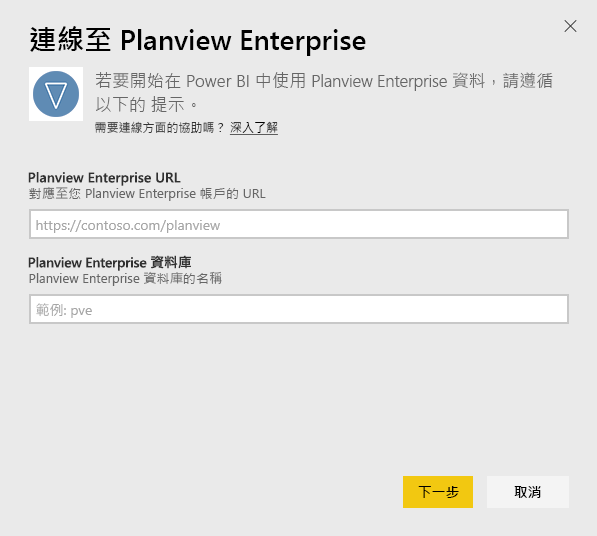 連線至 Planview Enterprise
若要開始在 Power BI 中使用 Planview Enterprise 資料，請遵循
以下的 提示。
需要連線方面的協助嗎？ 深入了解
Planview Enterprise URL
對應至您 Planview Enterprise 帳戶的 URL
https://contoso.com/planview
Planview Enterprise 資料庫
Planview Enterprise 資料庫的名稱
範例: pve
下一步 取消